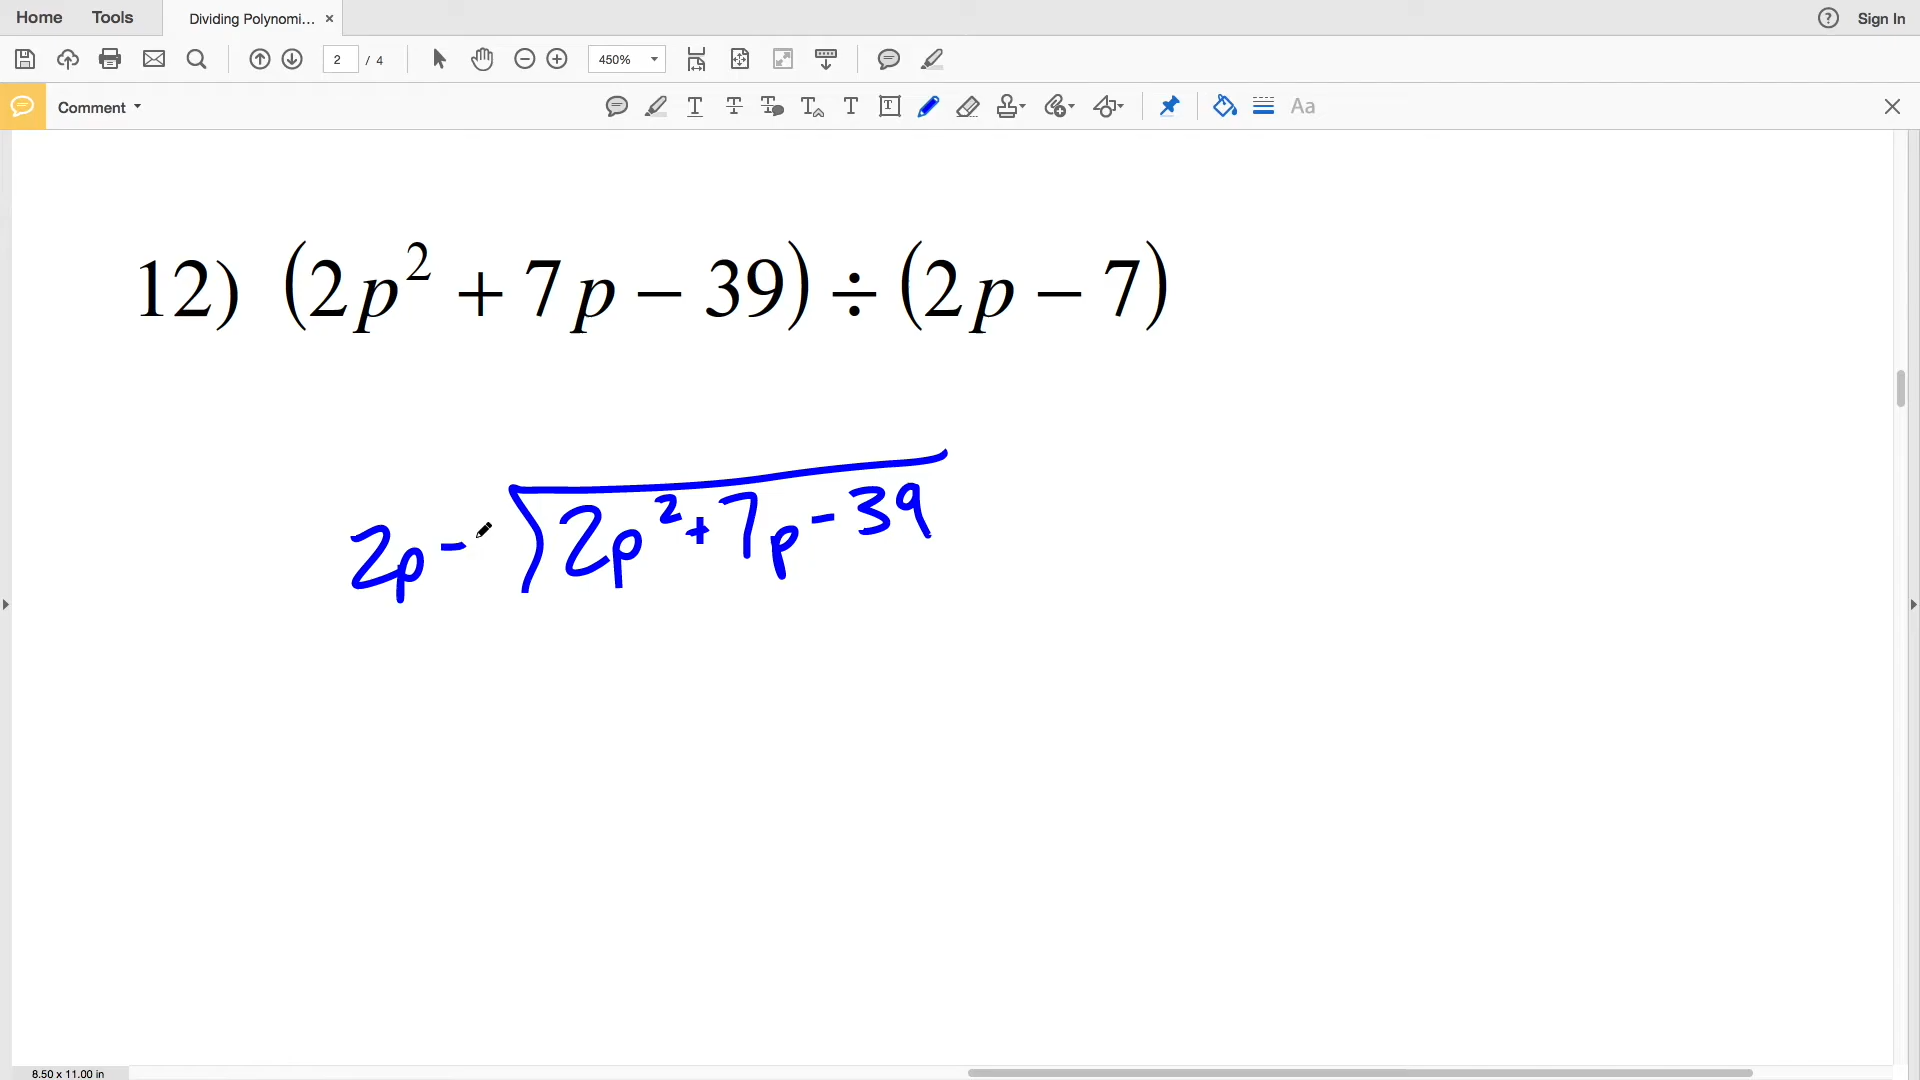 Home Tools Dividing Polynomi... × ? Sign In
2 / 4 450%
Comment Aa
12) (2p² + 7p − 39) ÷ (2p − 7)
2p − 2p² + 7p − 39
8.50 x 11.00 in